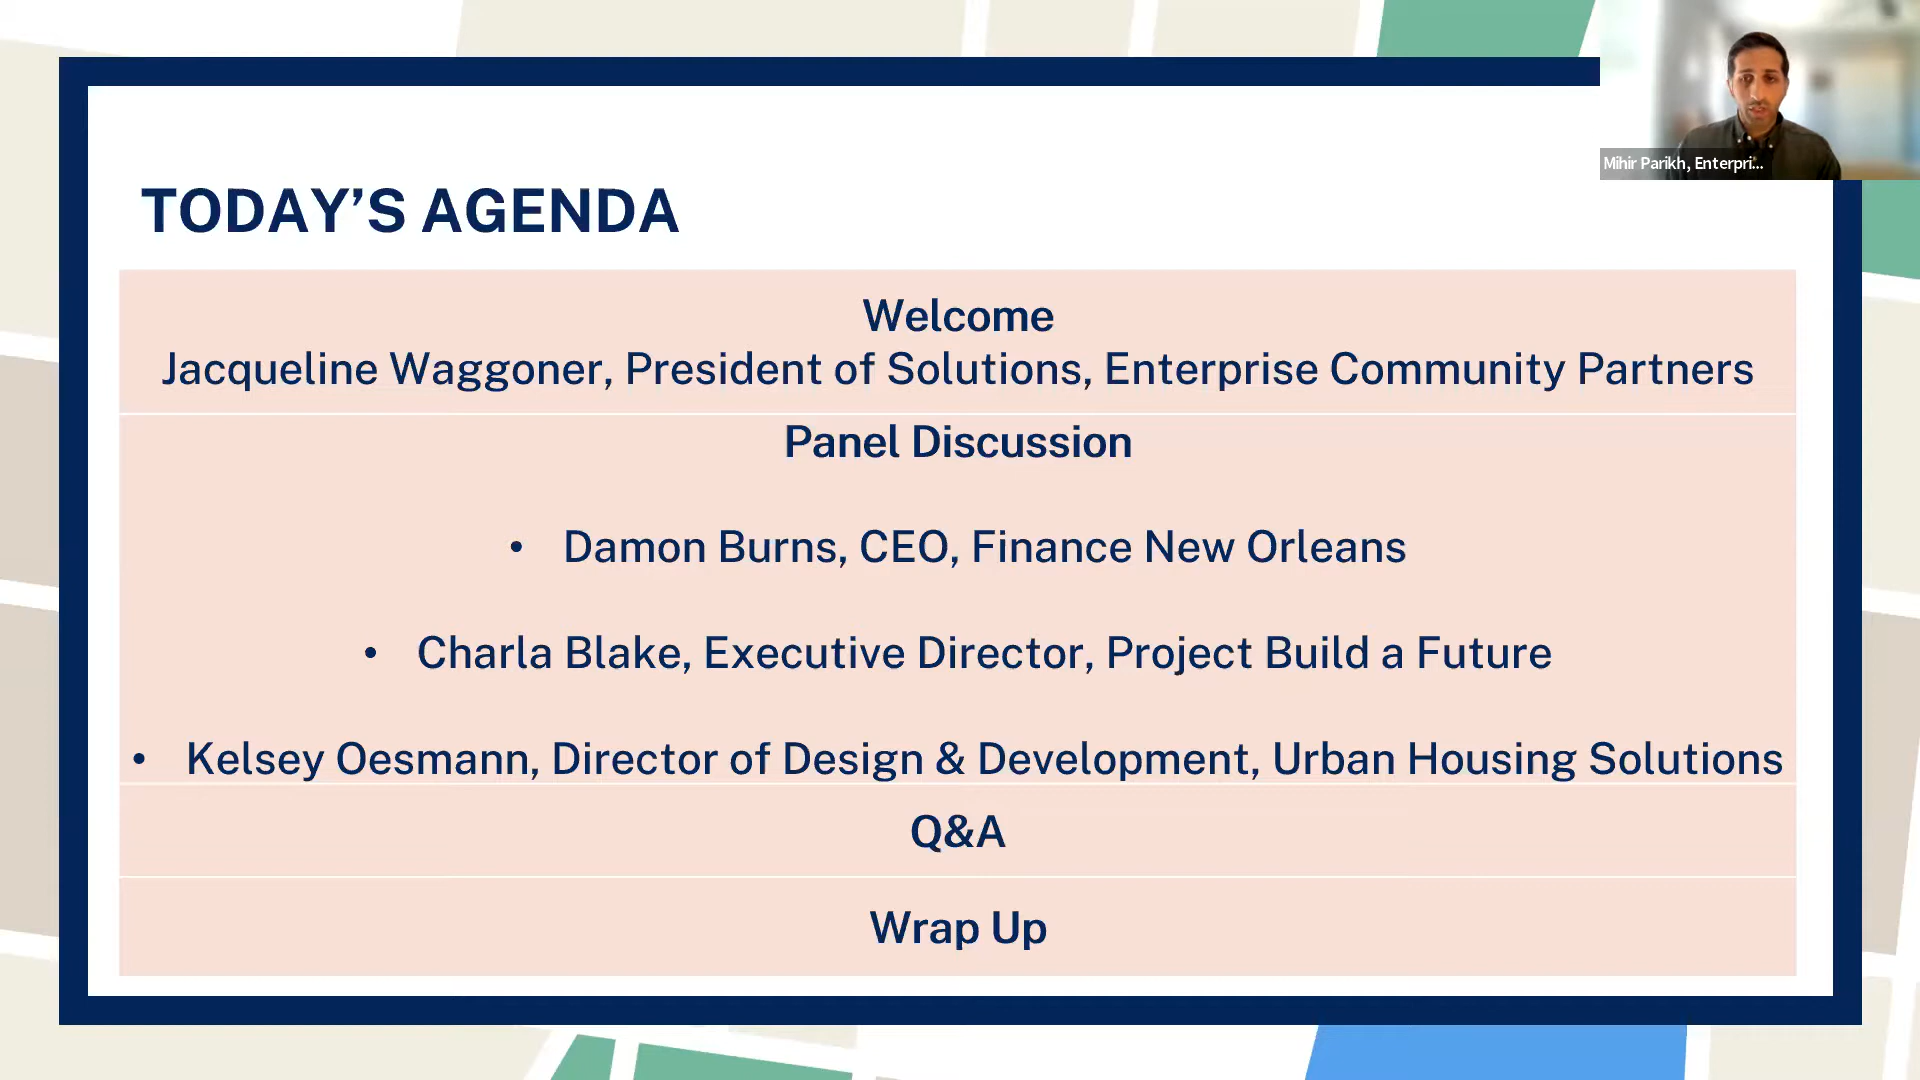 TODAY’S AGENDA
Welcome
Jacqueline Waggoner, President of Solutions, Enterprise Community Partners
Panel Discussion
• Damon Burns, CEO, Finance New Orleans
• Charla Blake, Executive Director, Project Build a Future
• Kelsey Oesmann, Director of Design & Development, Urban Housing Solutions
Q&A
Wrap Up
Mihir Parikh, Enterpri...